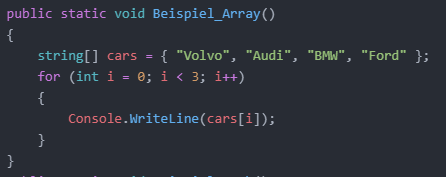 public static void Beispiel_Array()
{
    string[] cars = { "Volvo", "Audi", "BMW", "Ford" };
    for (int i = 0; i < 3; i++)
    {
        Console.WriteLine(cars[i]);
    }
}